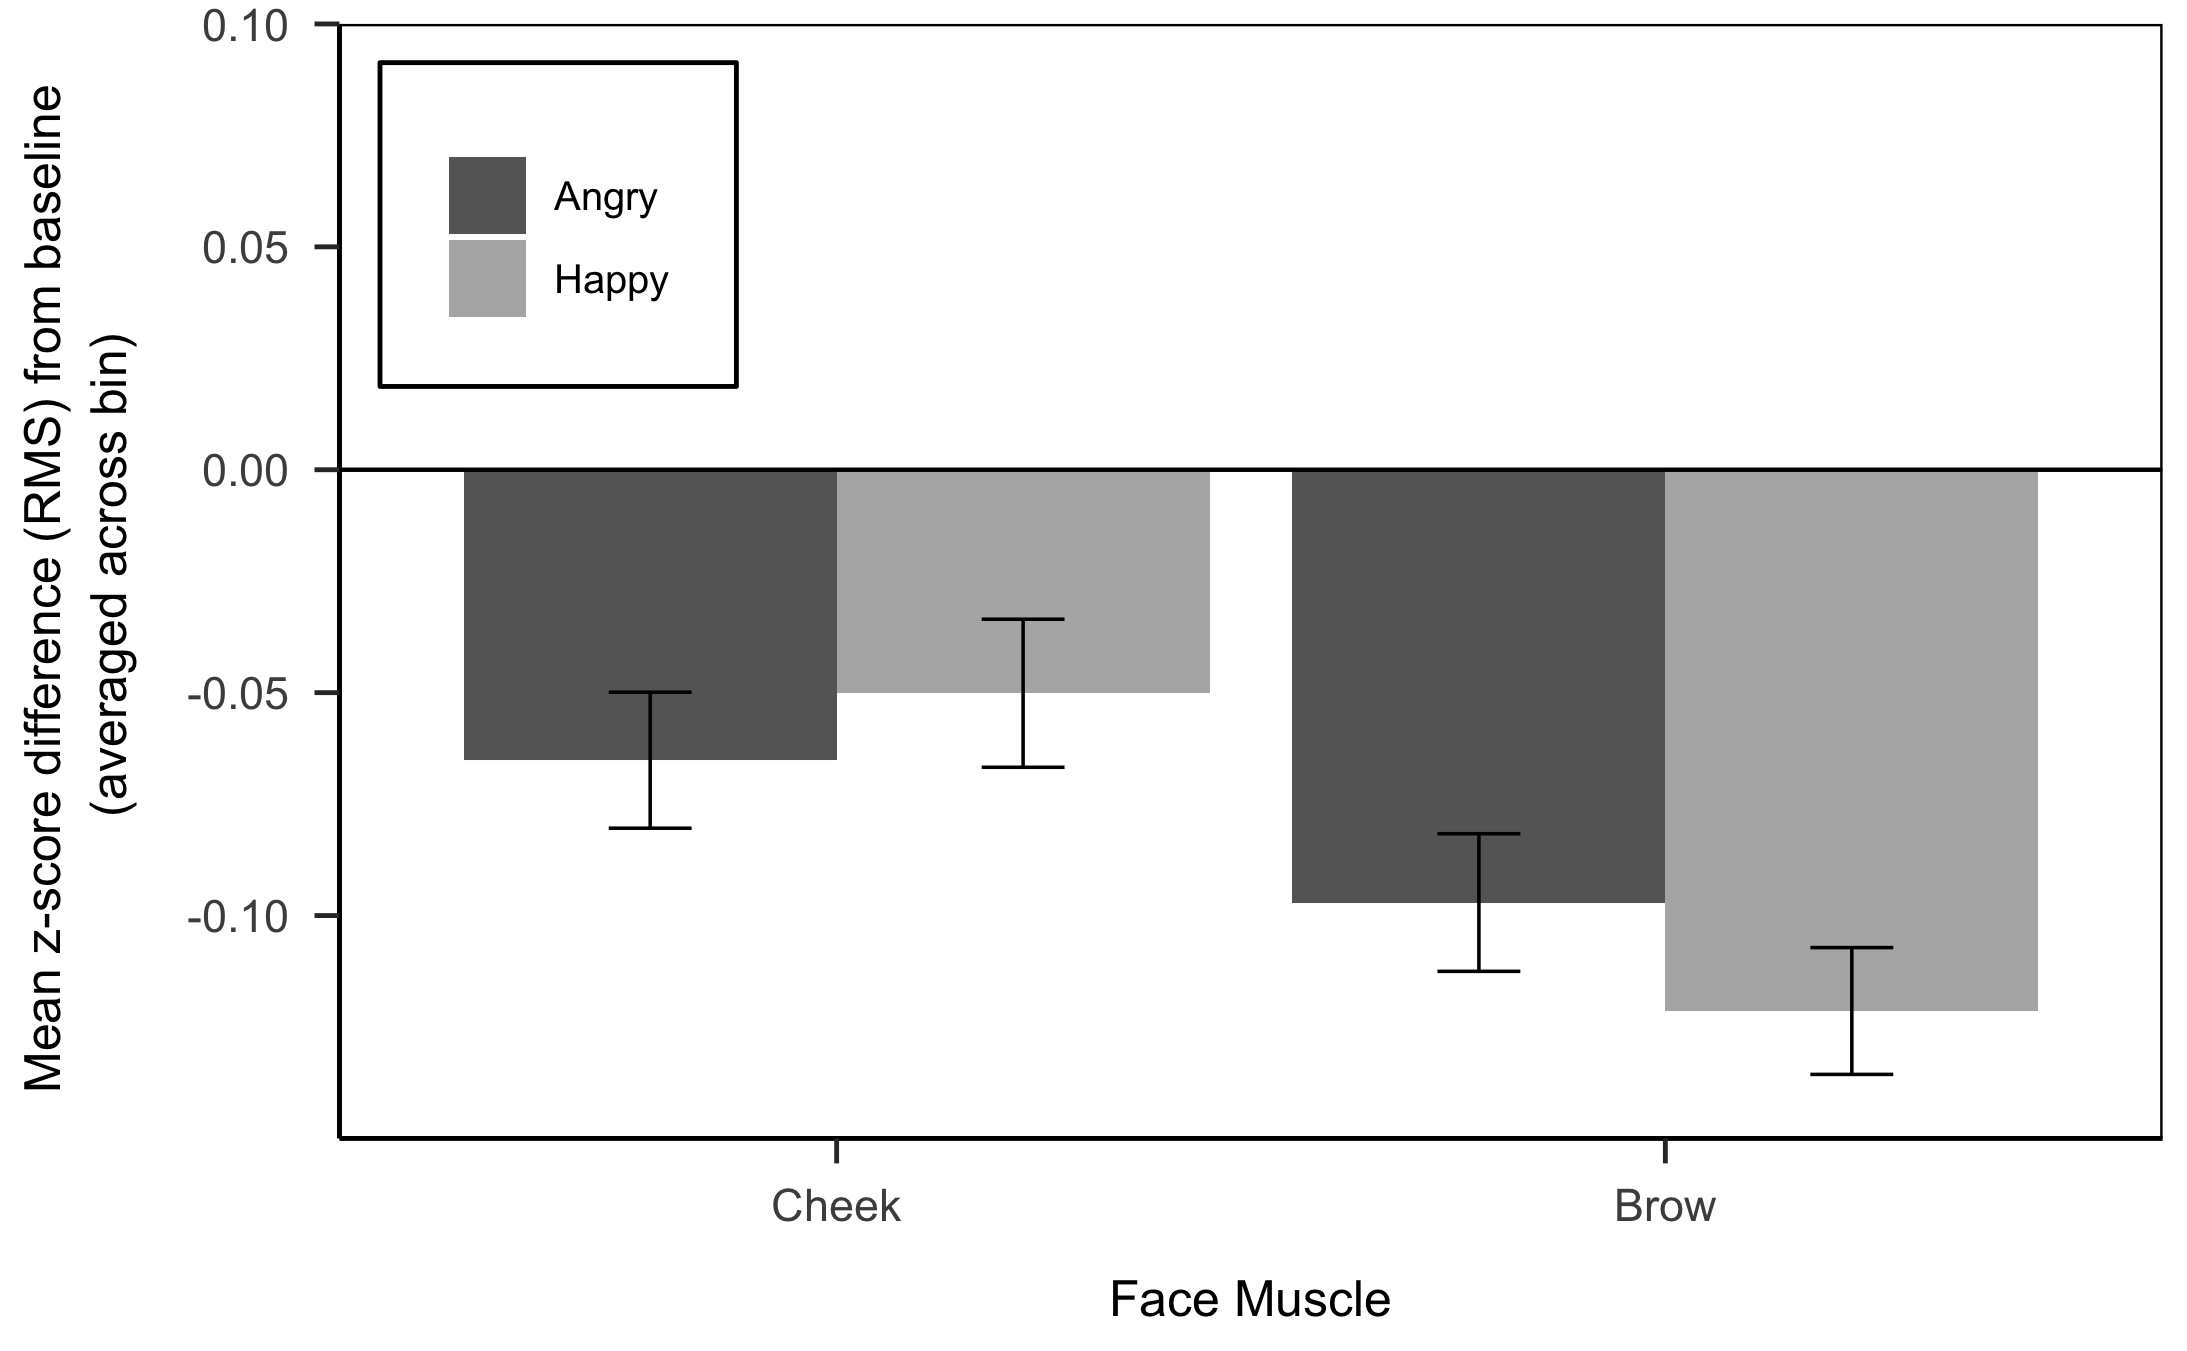 Mean z-score difference (RMS) from baseline
(averaged across bin)
0.10
0.05
0.00
-0.05
-0.10
Angry
Happy
Cheek
Brow
Face Muscle